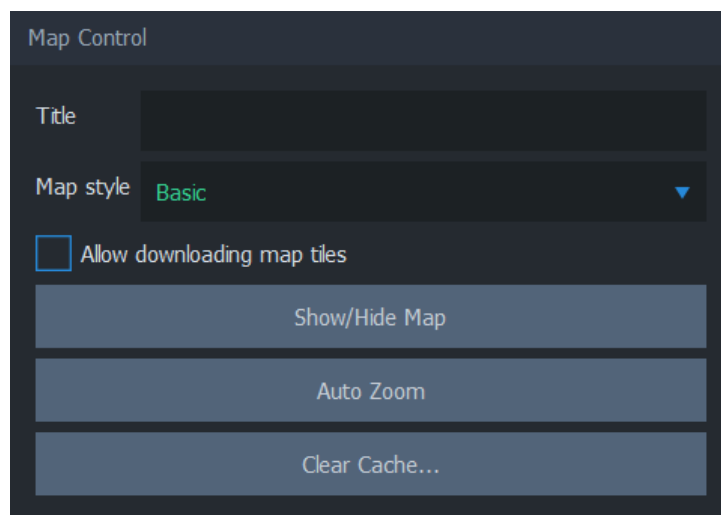 Map Control
Title
Map style Basic
Allow downloading map tiles
Show/Hide Map
Auto Zoom
Clear Cache...